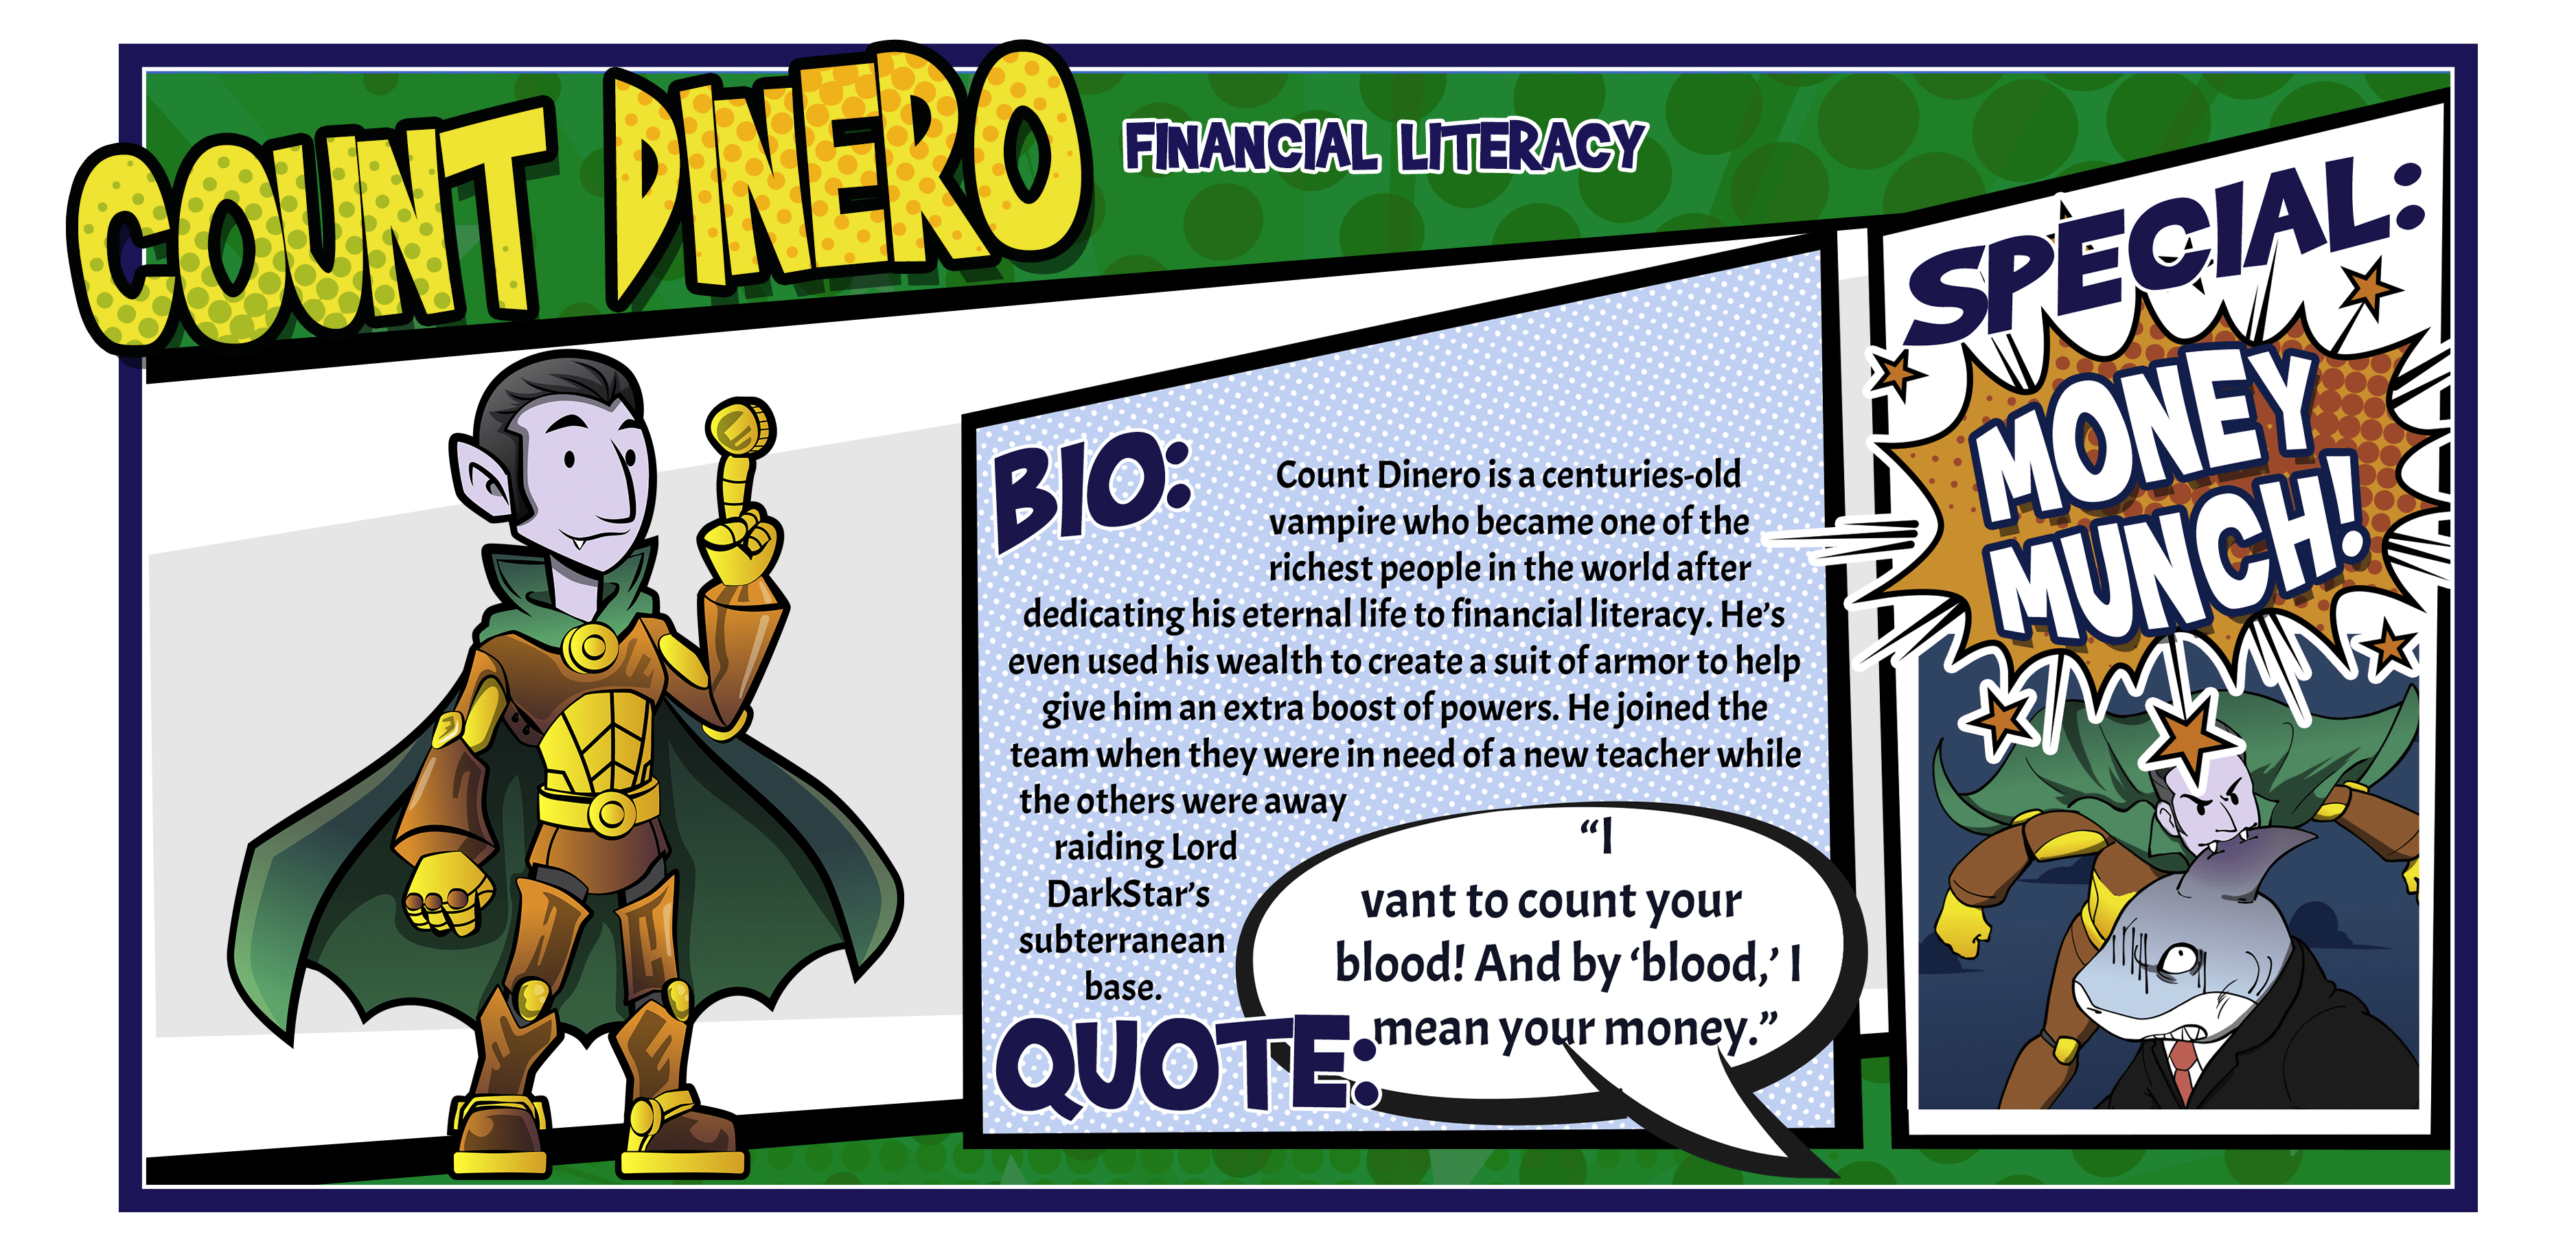 COUNT DINERO
FINANCIAL LITERACY
BIO:
Count Dinero is a centuries-old
vampire who became one of the
richest people in the world after
dedicating his eternal life to financial literacy. He’s
even used his wealth to create a suit of armor to help
give him an extra boost of powers. He joined the
team when they were in need of a new teacher while
the others were away
raiding Lord
DarkStar’s
subterranean
base.
QUOTE:
“I
vant to count your
blood! And by ‘blood,’ I
mean your money.”
SPECIAL:
MONEY
MUNCH!